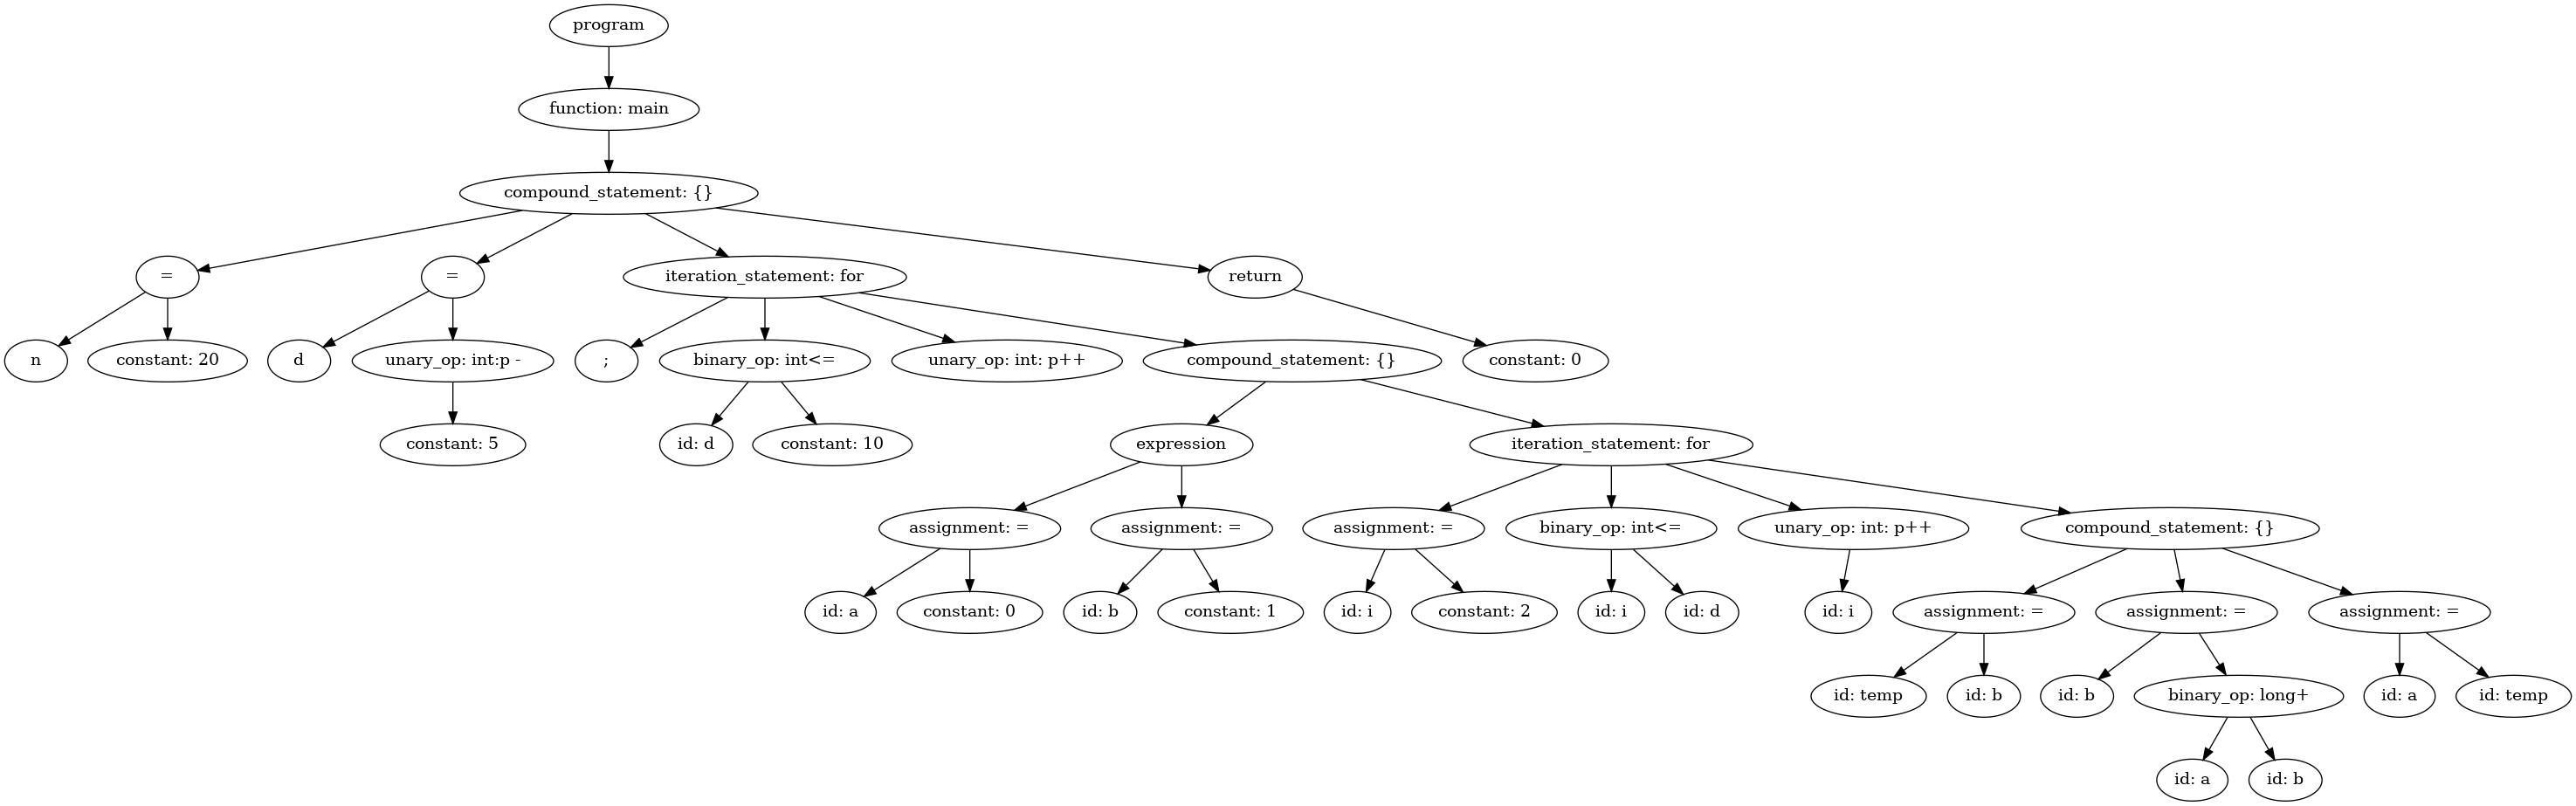 program
function: main
compound_statement: {}
=
=
iteration_statement: for
return
n
constant: 20
d
unary_op: int:p -
;
binary_op: int<=
unary_op: int: p++
compound_statement: {}
constant: 0
constant: 5
id: d
constant: 10
expression
iteration_statement: for
assignment: =
assignment: =
assignment: =
binary_op: int<=
unary_op: int: p++
compound_statement: {}
id: a
constant: 0
id: b
constant: 1
id: i
constant: 2
id: i
id: d
id: i
assignment: =
assignment: =
assignment: =
id: temp
id: b
id: b
binary_op: long+
id: a
id: temp
id: a
id: b